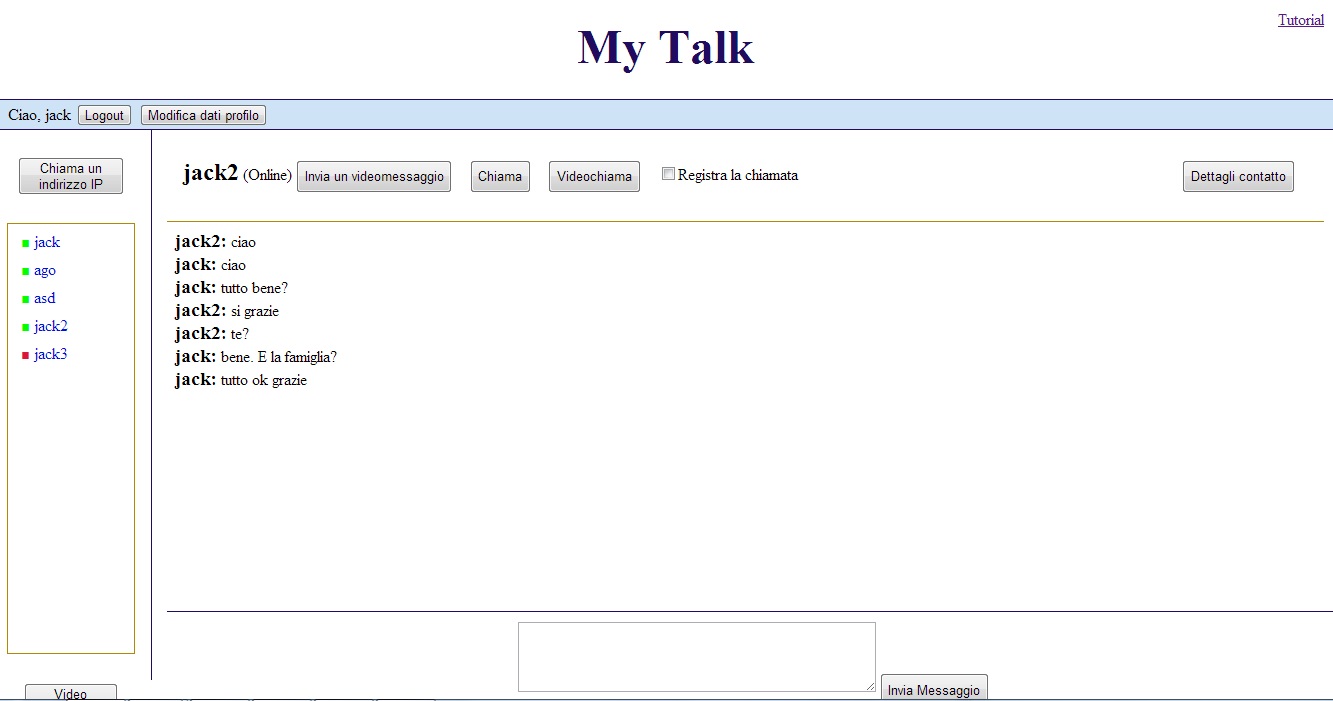 Tutorial
My Talk
Ciao, jack Logout Modifica dati profilo
Chiama un
indirizzo IP
jack
ago
asd
jack2
jack3
Video
jack2 (Online) Invia un videomessaggio Chiama Videochiama Registra la chiamata Dettagli contatto
jack2: ciao
jack: ciao
jack: tutto bene?
jack2: si grazie
jack2: te?
jack: bene. E la famiglia?
jack: tutto ok grazie
Invia Messaggio